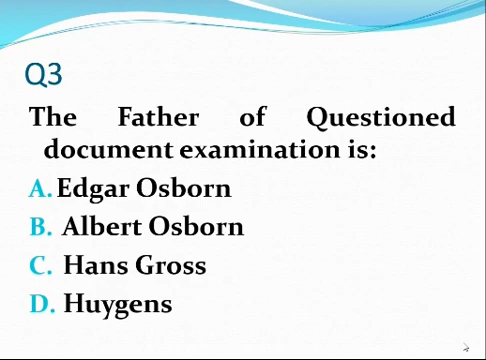 Q3
The Father of Questioned
document examination is:
A. Edgar Osborn
B. Albert Osborn
C. Hans Gross
D. Huygens